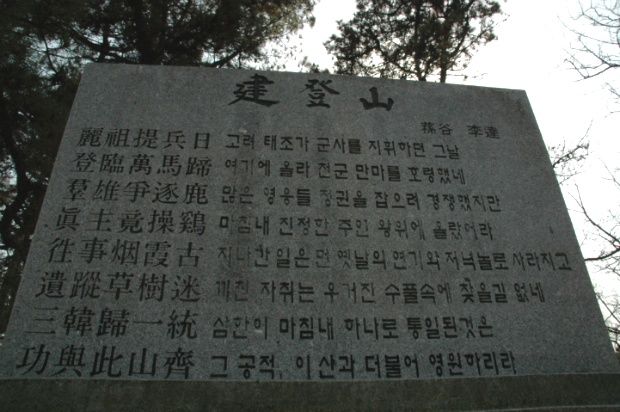 建登山
蓀谷 李達
麗祖提兵日 고려 태조가 군사를 지휘하던 그날
登臨萬馬蹄 여기에 올라 전군 만마를 호령했네
羣雄爭逐鹿 많은 영웅들 정권을 잡으려 경쟁했지만
眞主竟操鷄 마침내 진정한 주인 왕위에 올랐어라
往事烟霞古 지나간 일은 먼 옛날의 연기와 저녁놀로 사라지고
遺蹤草樹迷 깨친 자취는 우거진 수풀속에 찾을길 없네
三韓歸一統 삼한이 마침내 하나로 통일된것은
功與此山齊 그 공적, 이 산과 더불어 영원하리라